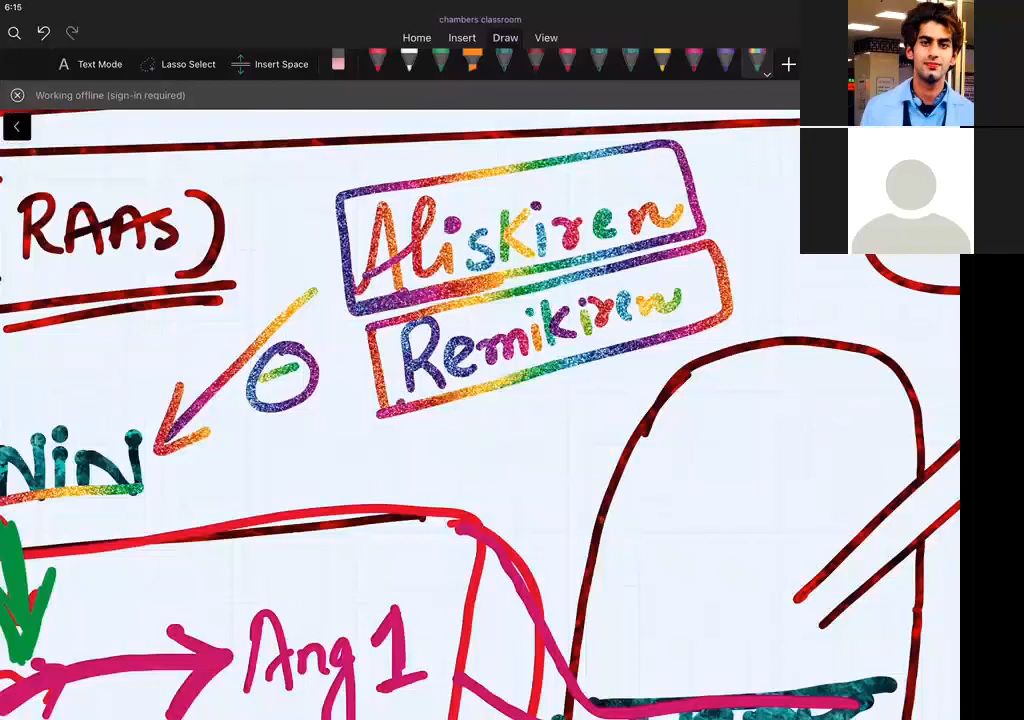 6:15
chambers classroom
Home Insert Draw View
Text Mode Lasso Select Insert Space
Working offline (sign-in required)
RAAS)
Aliskiren
Remikiren
NiN
Ang 1